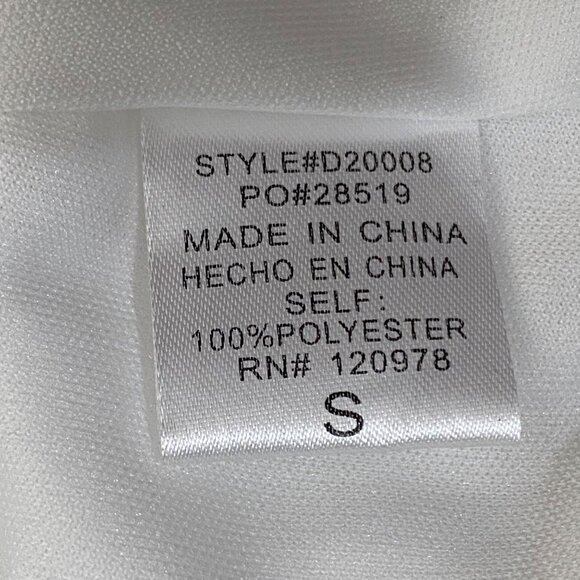 STYLE#D20008
PO#28519
MADE IN CHINA
HECHO EN CHINA
SELF:
100%POLYESTER
RN# 120978
S